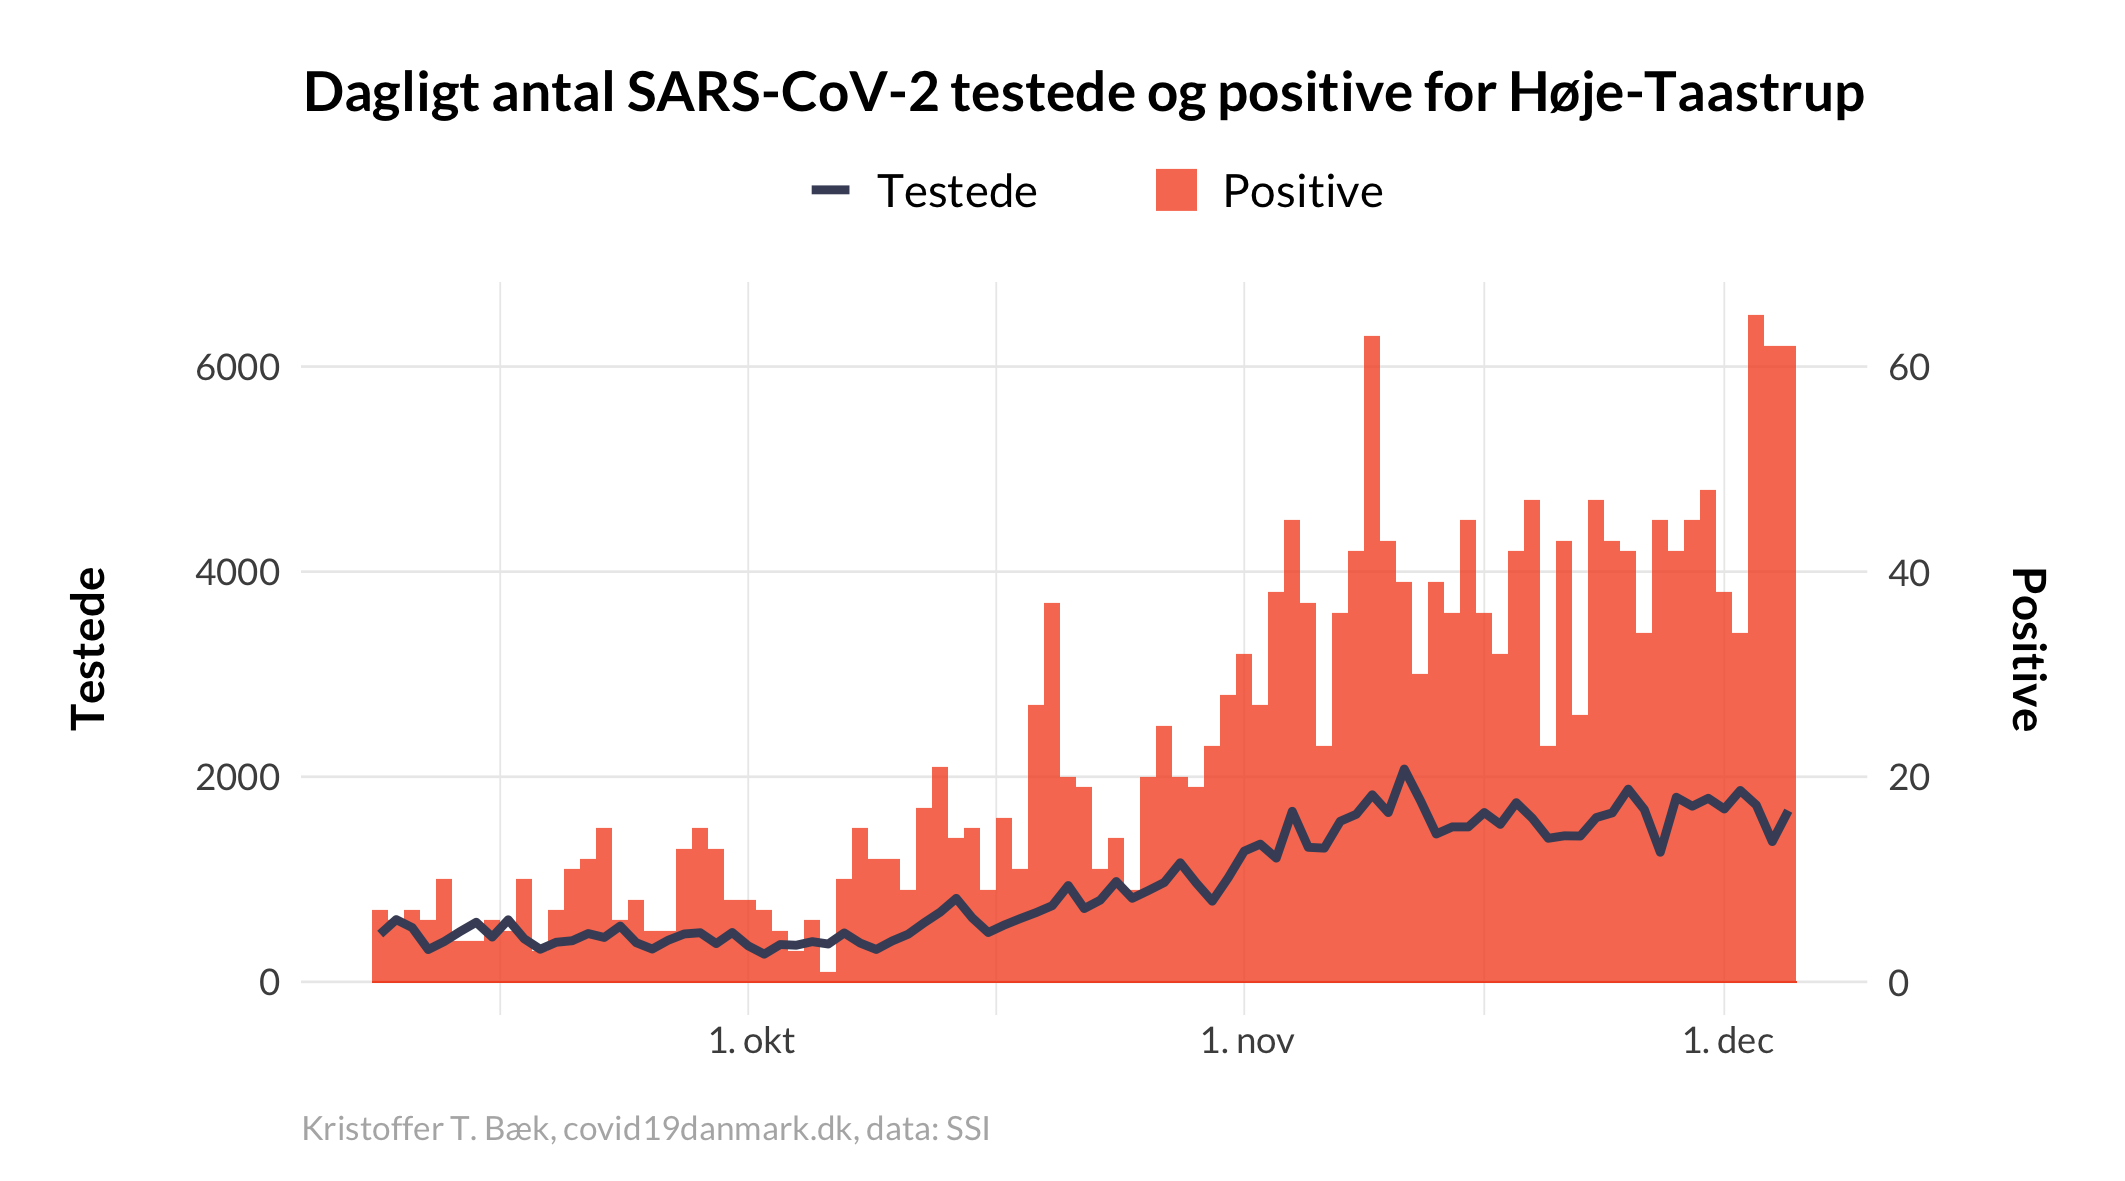 Dagligt antal SARS-CoV-2 testede og positive for Høje-Taastrup
Testede
Positive
6000
4000
2000
0
60
40
20
0
Testede
Positive
1. okt
1. nov
1. dec
Kristoffer T. Bæk, covid19danmark.dk, data: SSI